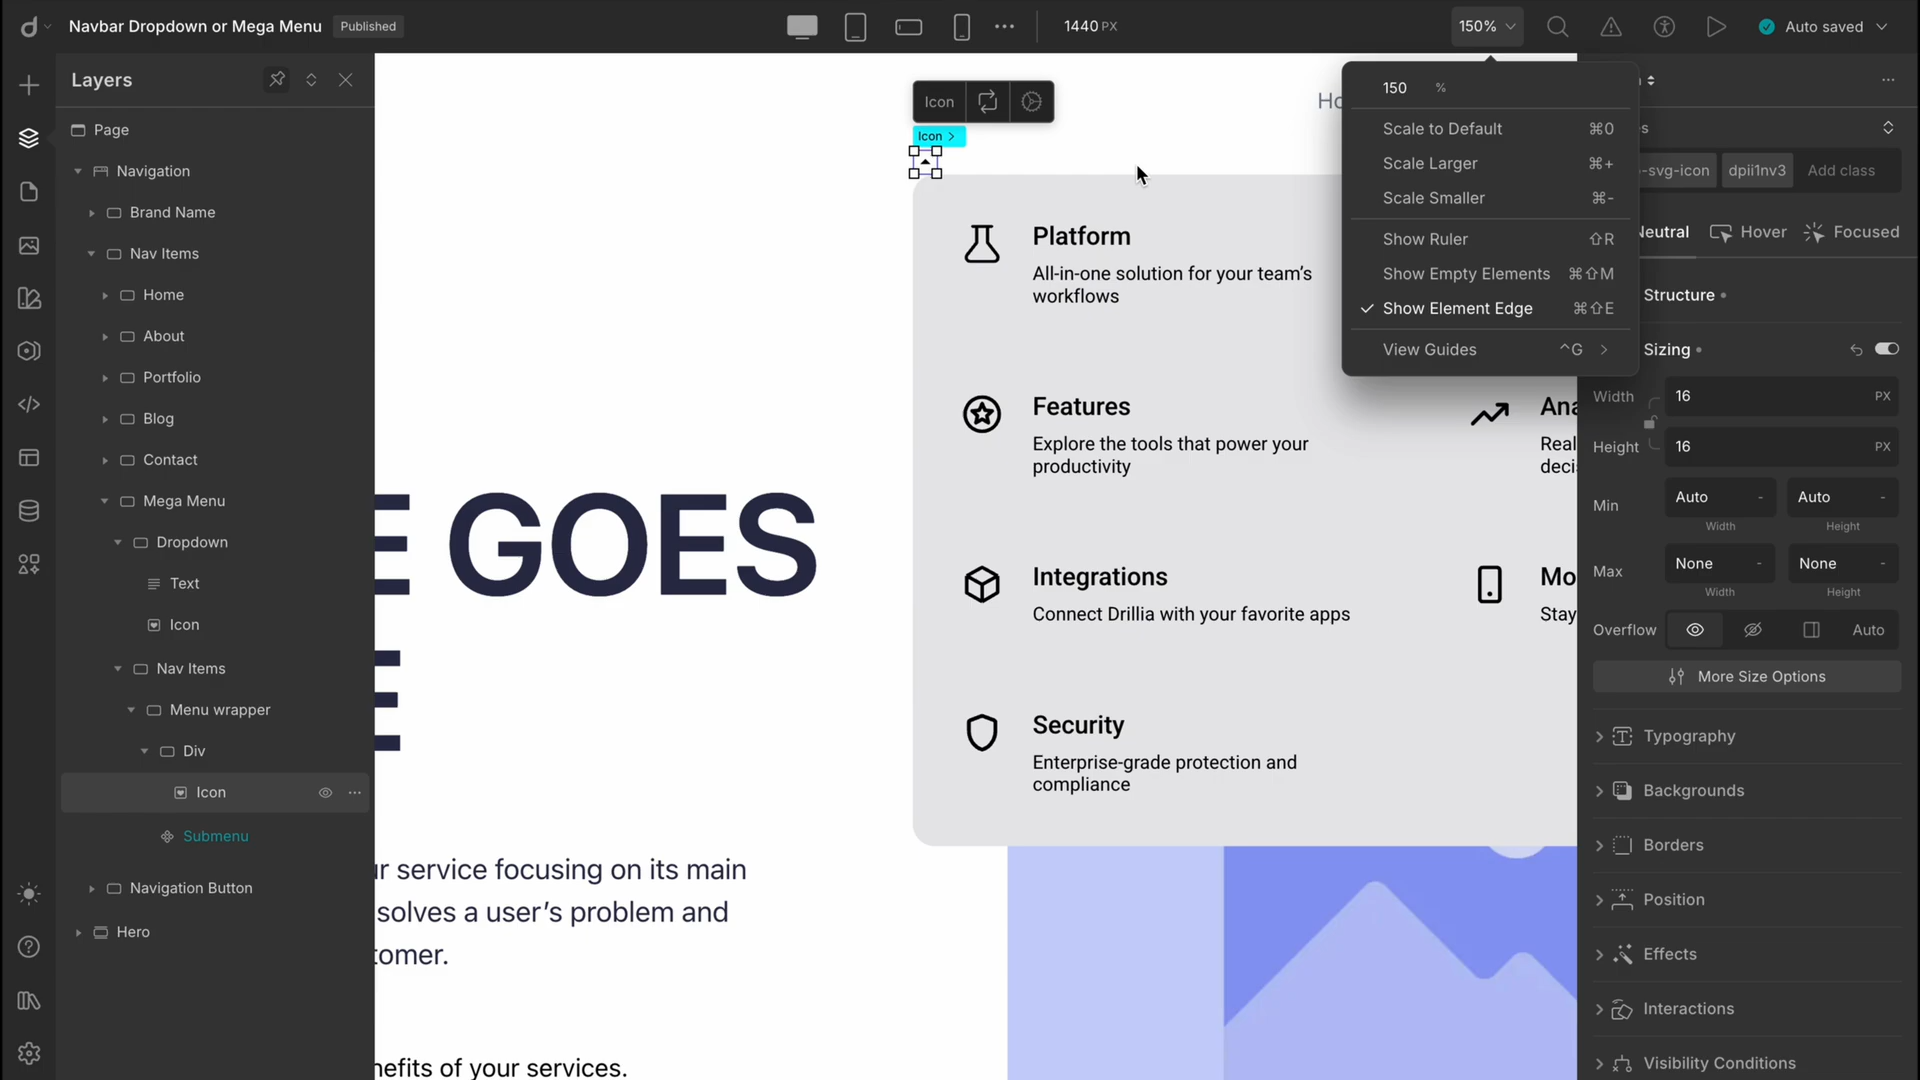 Navbar Dropdown or Mega Menu
Published
1440 PX
150%
Auto saved
Layers
Page
Navigation
Brand Name
Nav Items
Home
About
Portfolio
Blog
Contact
Mega Menu
Dropdown
Text
Icon
Nav Items
Menu wrapper
Div
Icon
Submenu
Navigation Button
Hero
Icon
Icon
Ho
Platform
All-in-one solution for your team’s
workflows
Features
Explore the tools that power your
productivity
Integrations
Connect Drillia with your favorite apps
Security
Enterprise-grade protection and
compliance
Ana
Real
deci
Mo
Stay
E GOES
E
ur service focusing on its main
solves a user’s problem and
tomer.
nefits of your services.
150 %
Scale to Default ⌘0
Scale Larger ⌘+
Scale Smaller ⌘-
Show Ruler ⇧R
Show Empty Elements ⌘⇧M
Show Element Edge ⌘⇧E
View Guides ^G
s
-svg-icon dpii1nv3 Add class
Neutral Hover Focused
Structure
Sizing
Width 16 PX
Height 16 PX
Min Auto - Auto -
Width Height
Max None - None -
Width Height
Overflow Auto
More Size Options
Typography
Backgrounds
Borders
Position
Effects
Interactions
Visibility Conditions